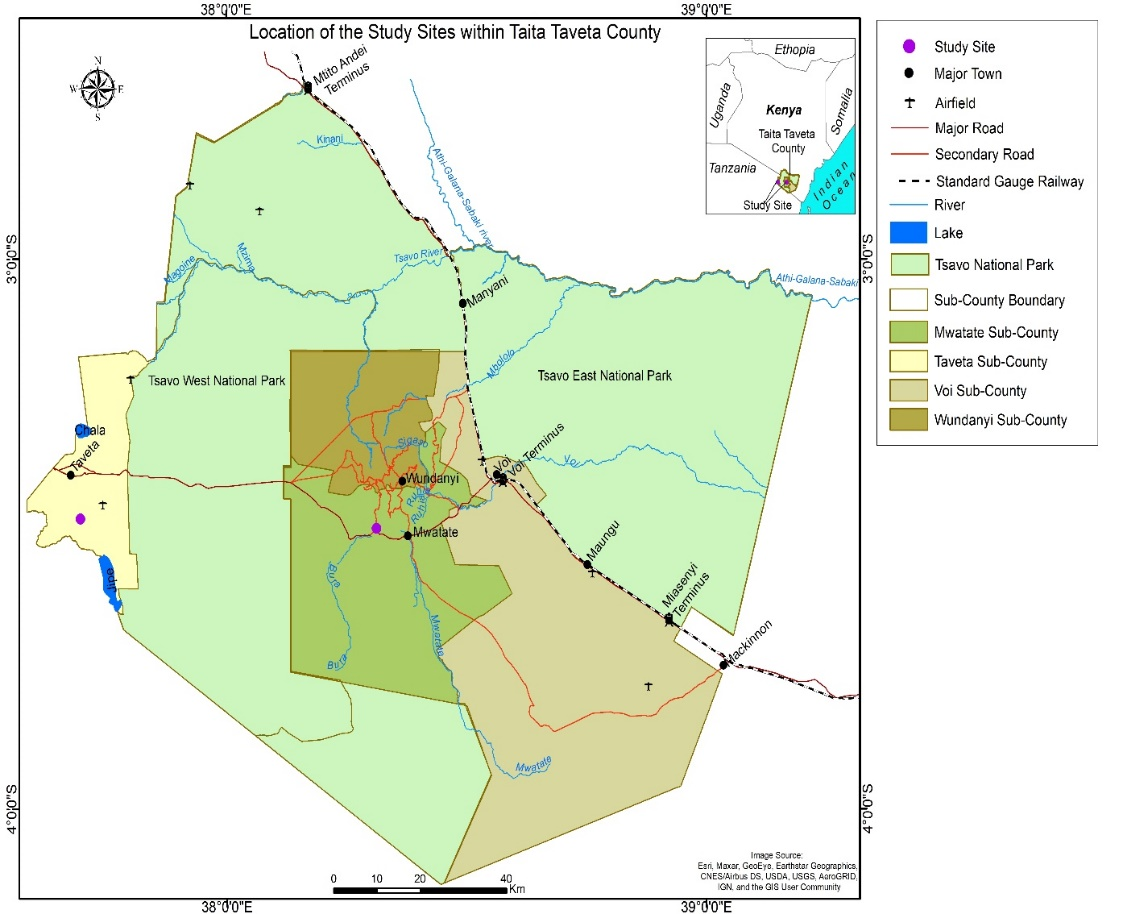 38°0'0"E
39°0'0"E
Location of the Study Sites within Taita Taveta County
N
W
E
S
Mtito Andei
Terminus
Kinani
Athi-Galana-Sabaki river
Ethiopia
Uganda
Kenya
Somalia
Taita Taveta
County
Tanzania
Study Site
Indian
Ocean
Study Site
Major Town
Airfield
Major Road
Secondary Road
Standard Gauge Railway
River
Lake
Tsavo National Park
Sub-County Boundary
Mwatate Sub-County
Taveta Sub-County
Voi Sub-County
Wundanyi Sub-County
3°0'0"S
3°0'0"S
Magoine
Mzima
Tsavo River
Athi-Galana-Sabaki
Manyani
Mbololo
Tsavo West National Park
Tsavo East National Park
Chala
Taveta
Sigego
Wundanyi
Voi
Voi Terminus
Voi
Ruhia
Ruhia
Mwatate
Maungu
Jipe
Bura
Bura
Mwatate
Miasenyi
Terminus
Mackinnon
Mwatate
4°0'0"S
4°0'0"S
Image Source:
Esri, Maxar, GeoEye, Earthstar Geographics,
CNES/Airbus DS, USDA, USGS, AeroGRID,
IGN, and the GIS User Community
0 10 20 40
Km
38°0'0"E
39°0'0"E